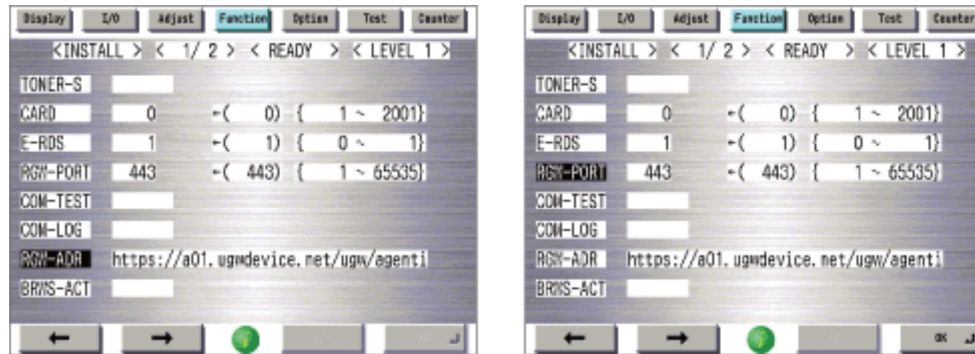 Display I/O Adjust Function Option Test Counter
<INSTALL > < 1/ 2 > < READY > < LEVEL 1 >
TONER-S
CARD 0 ←( 0) { 1 ~ 2001}
E-RDS 1 ←( 1) { 0 ~ 1}
RGW-PORT 443 ←( 443) { 1 ~ 65535}
COM-TEST
COM-LOG
RGW-ADR https://a01.ugwdevice.net/ugw/agenti
BRWS-ACT
← →
Display I/O Adjust Function Option Test Counter
<INSTALL > < 1/ 2 > < READY > < LEVEL 1 >
TONER-S
CARD 0 ←( 0) { 1 ~ 2001}
E-RDS 1 ←( 1) { 0 ~ 1}
RGW-PORT 443 ←( 443) { 1 ~ 65535}
COM-TEST
COM-LOG
RGW-ADR https://a01.ugwdevice.net/ugw/agenti
BRWS-ACT
← → OK